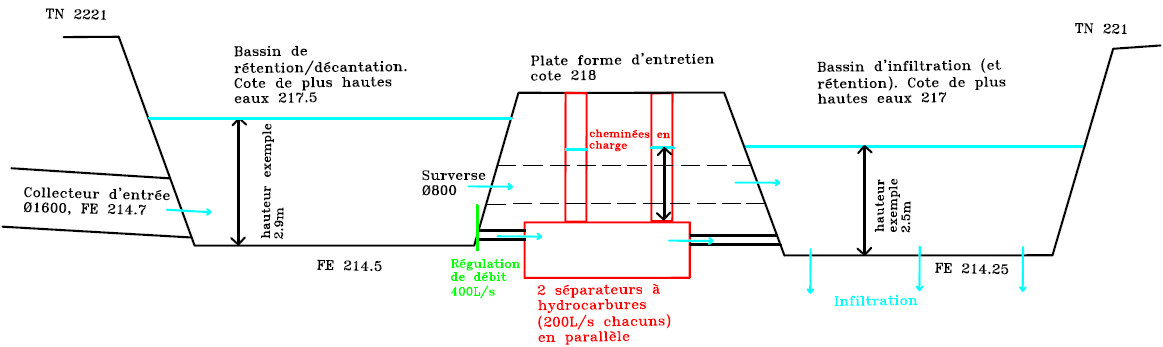 TN 2221
Bassin de
rétention/décantation.
Cote de plus hautes
eaux 217.5
Plate forme d'entretien
cote 218
TN 221
Bassin d'infiltration (et
rétention). Cote de plus
hautes eaux 217
cheminées en
charge
hauteur exemple
2.9m
Collecteur d'entrée
Ø1600, FE 214.7
Surverse
Ø800
hauteur
exemple
2.5m
FE 214.5
Régulation
de débit
400L/s
2 séparateurs à
hydrocarbures
(200L/s chacuns)
en parallèle
FE 214.25
Infiltration